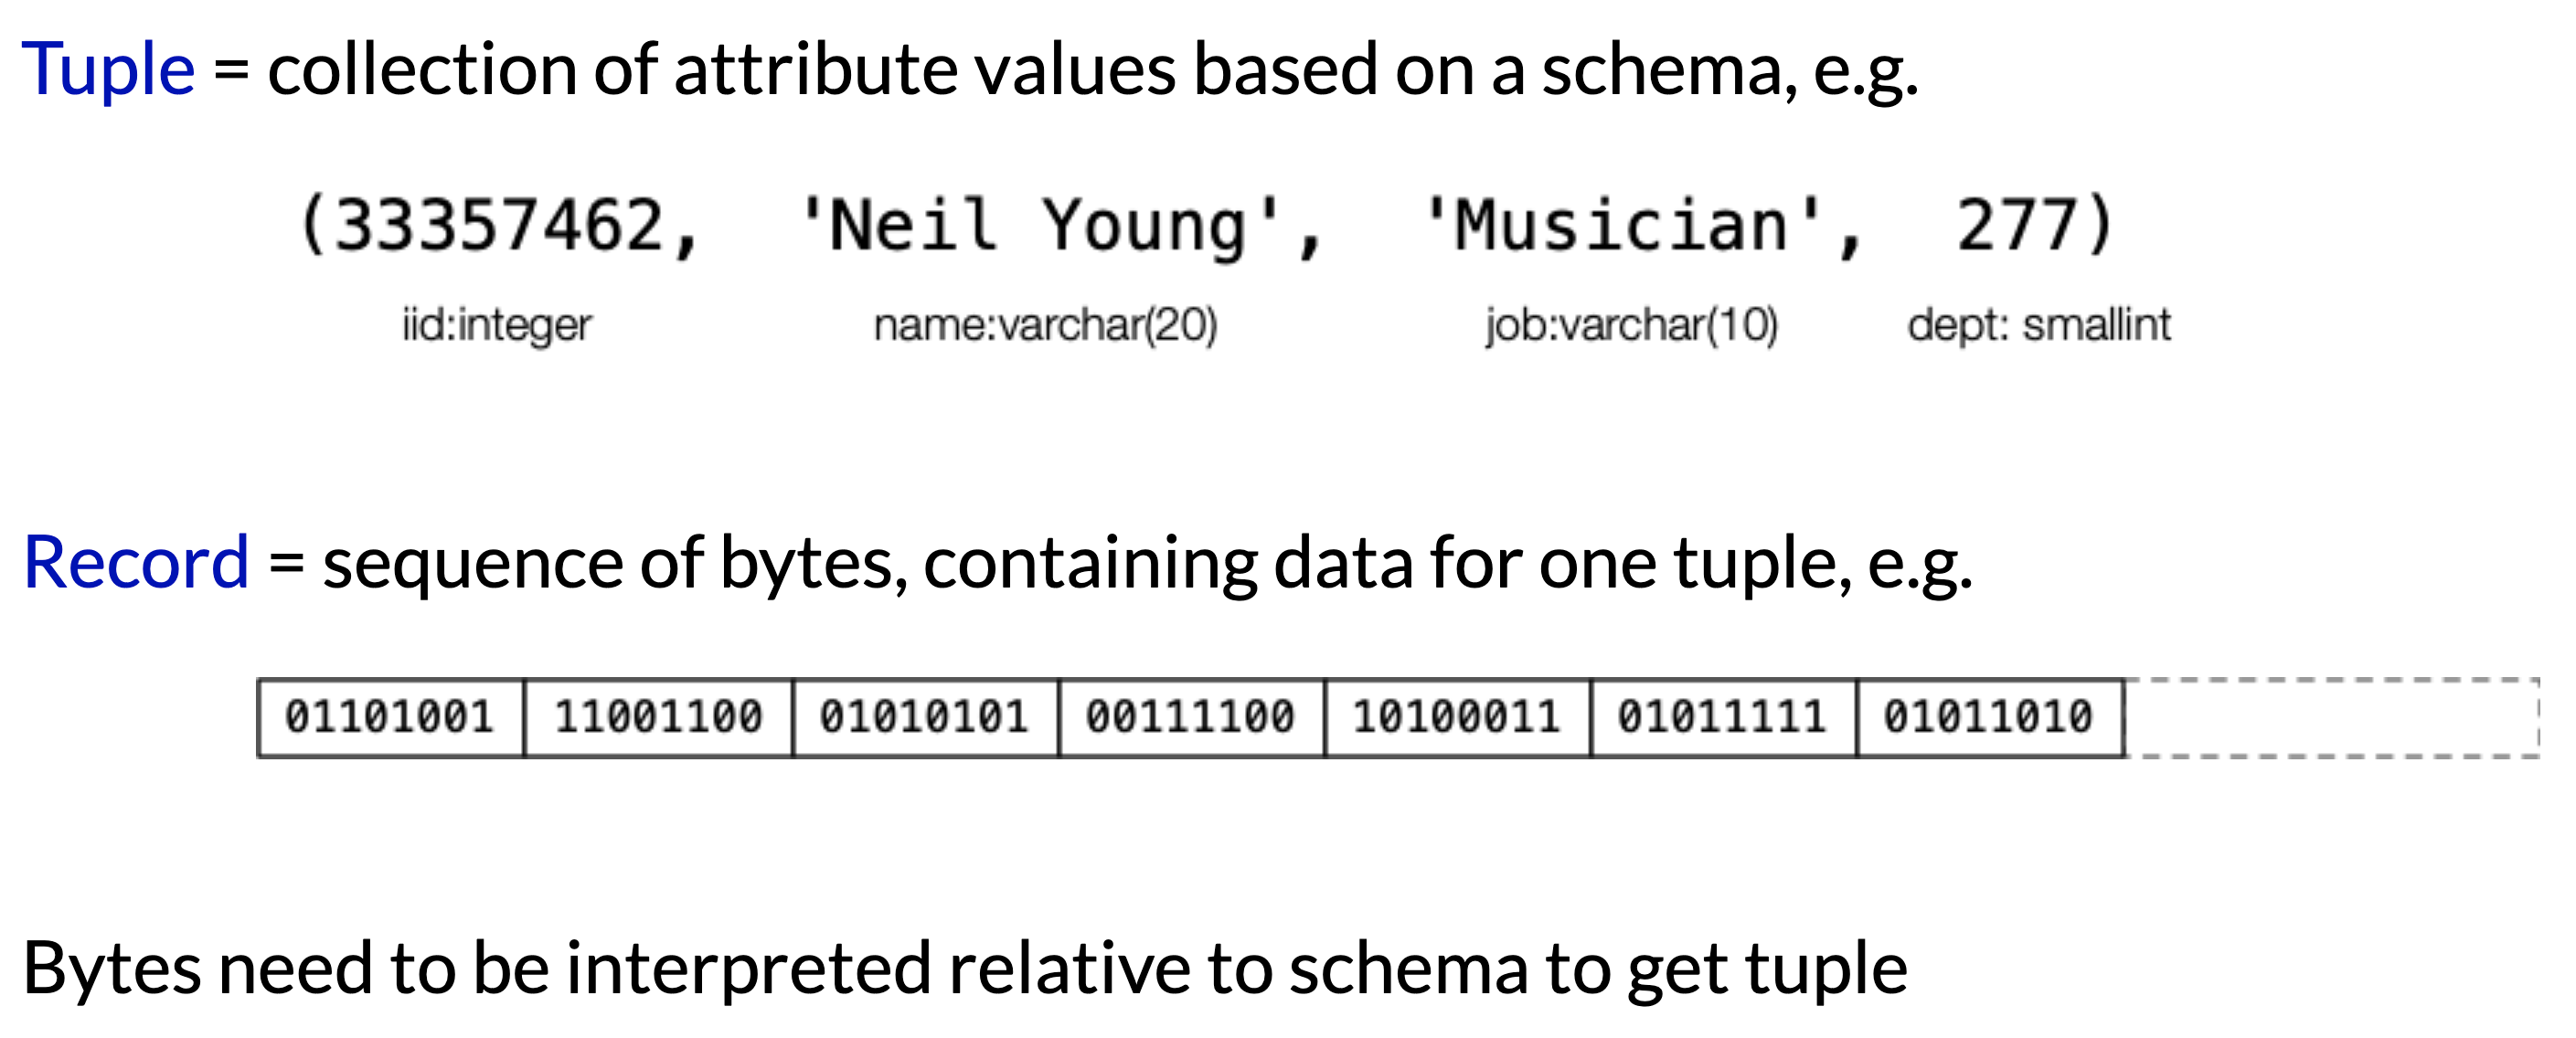 Tuple = collection of attribute values based on a schema, e.g.
(33357462, 'Neil Young', 'Musician', 277)
iid:integer name:varchar(20) job:varchar(10) dept: smallint
Record = sequence of bytes, containing data for one tuple, e.g.
01101001 11001100 01010101 00111100 10100011 01011111 01011010
Bytes need to be interpreted relative to schema to get tuple